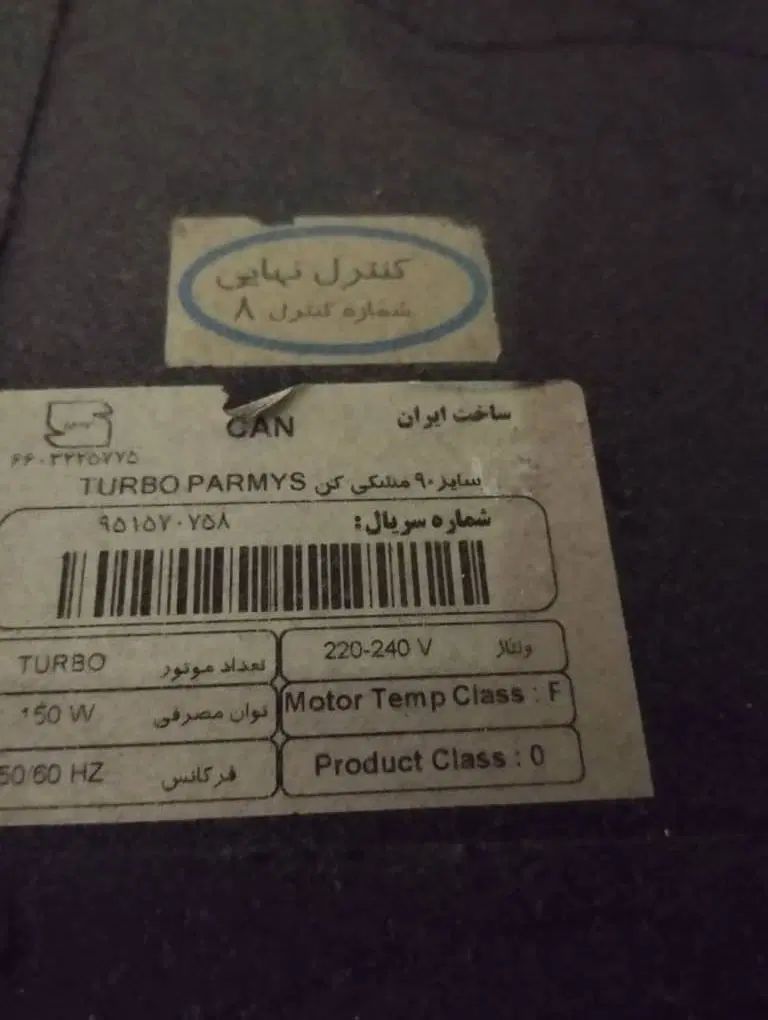 کنترل نهایی
شماره کنترل ۸
ساخت ایران
CAN
۶۶۰۳۲۲۵۷۷۵
سایز ۹۰ مشکی کن TURBO PARMYS
شماره سریال: ۹۵۱۵۷۰۷۵۸
ولتاژ 220-240 V
تعداد موتور TURBO
Motor Temp Class : F
توان مصرفی 150 W
Product Class : 0
فرکانس 50/60 HZ